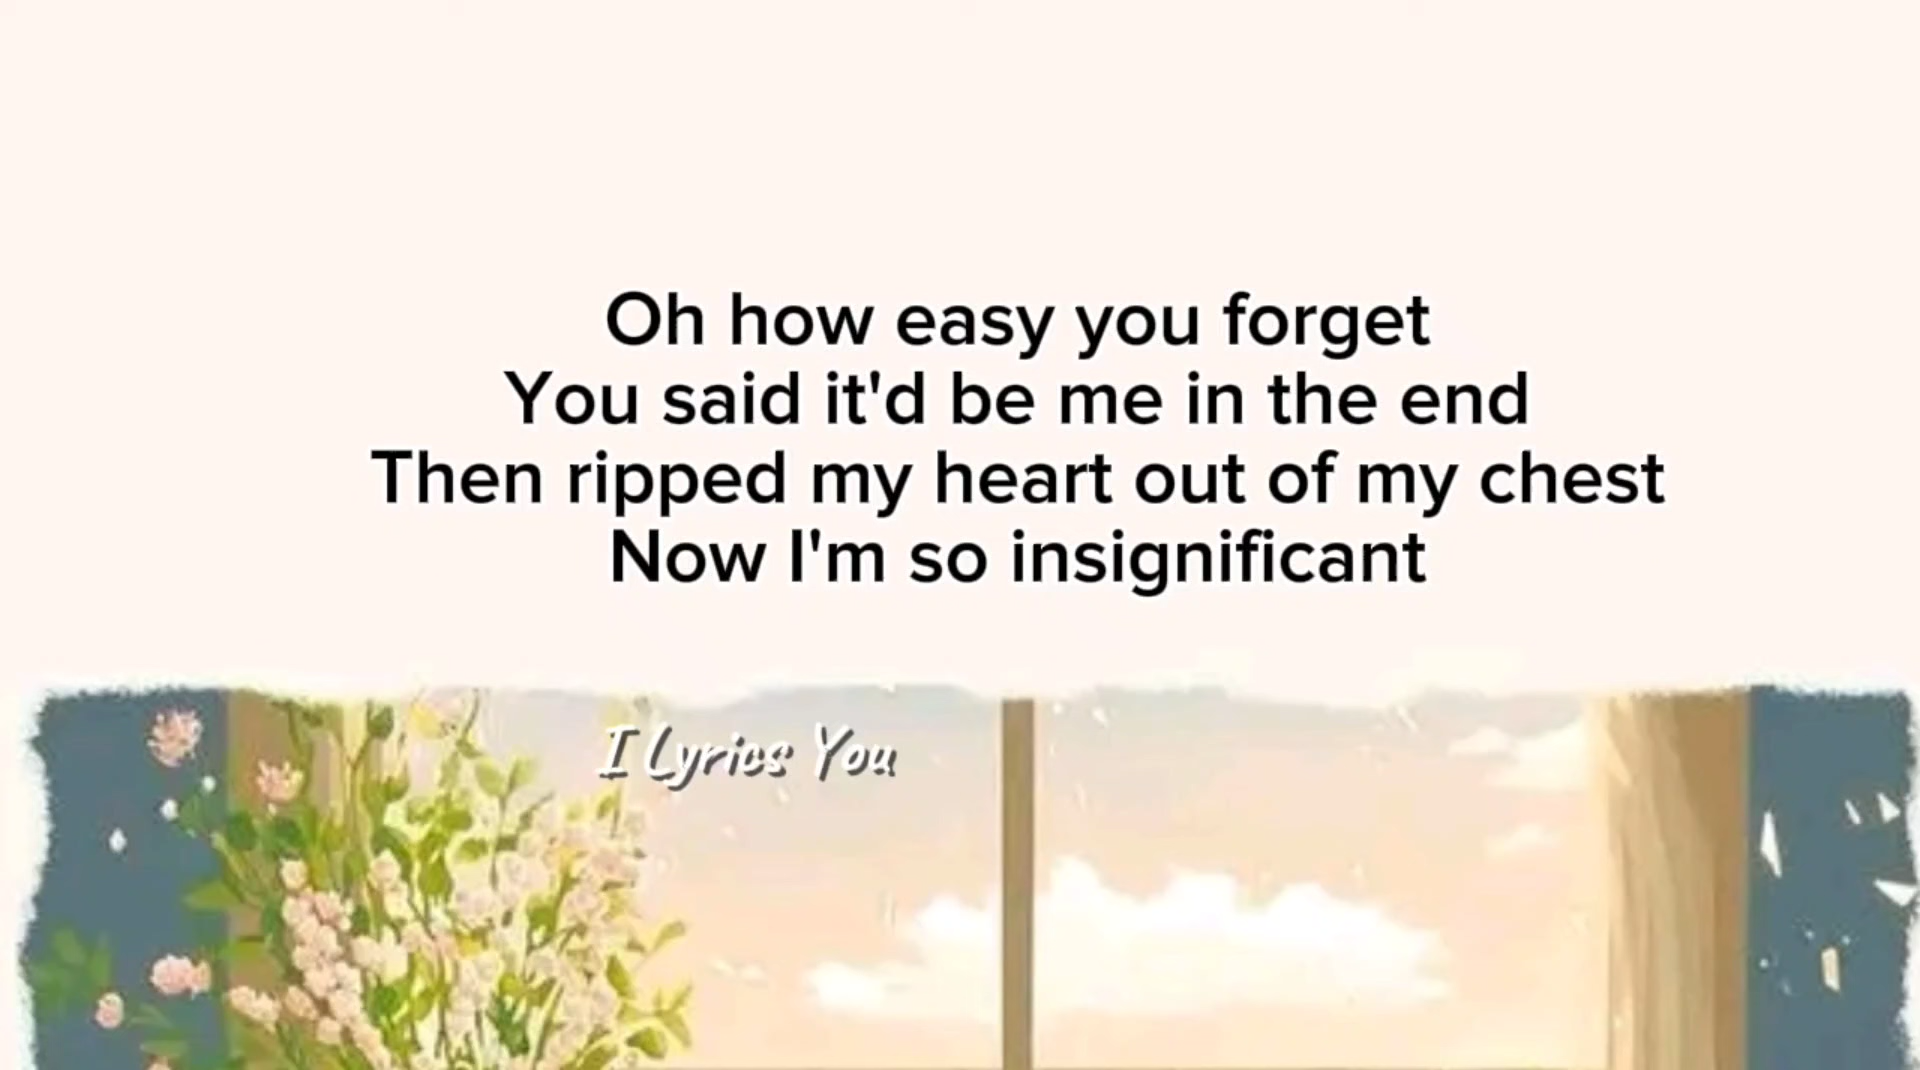 Oh how easy you forget
You said it'd be me in the end
Then ripped my heart out of my chest
Now I'm so insignificant
I Lyrics You